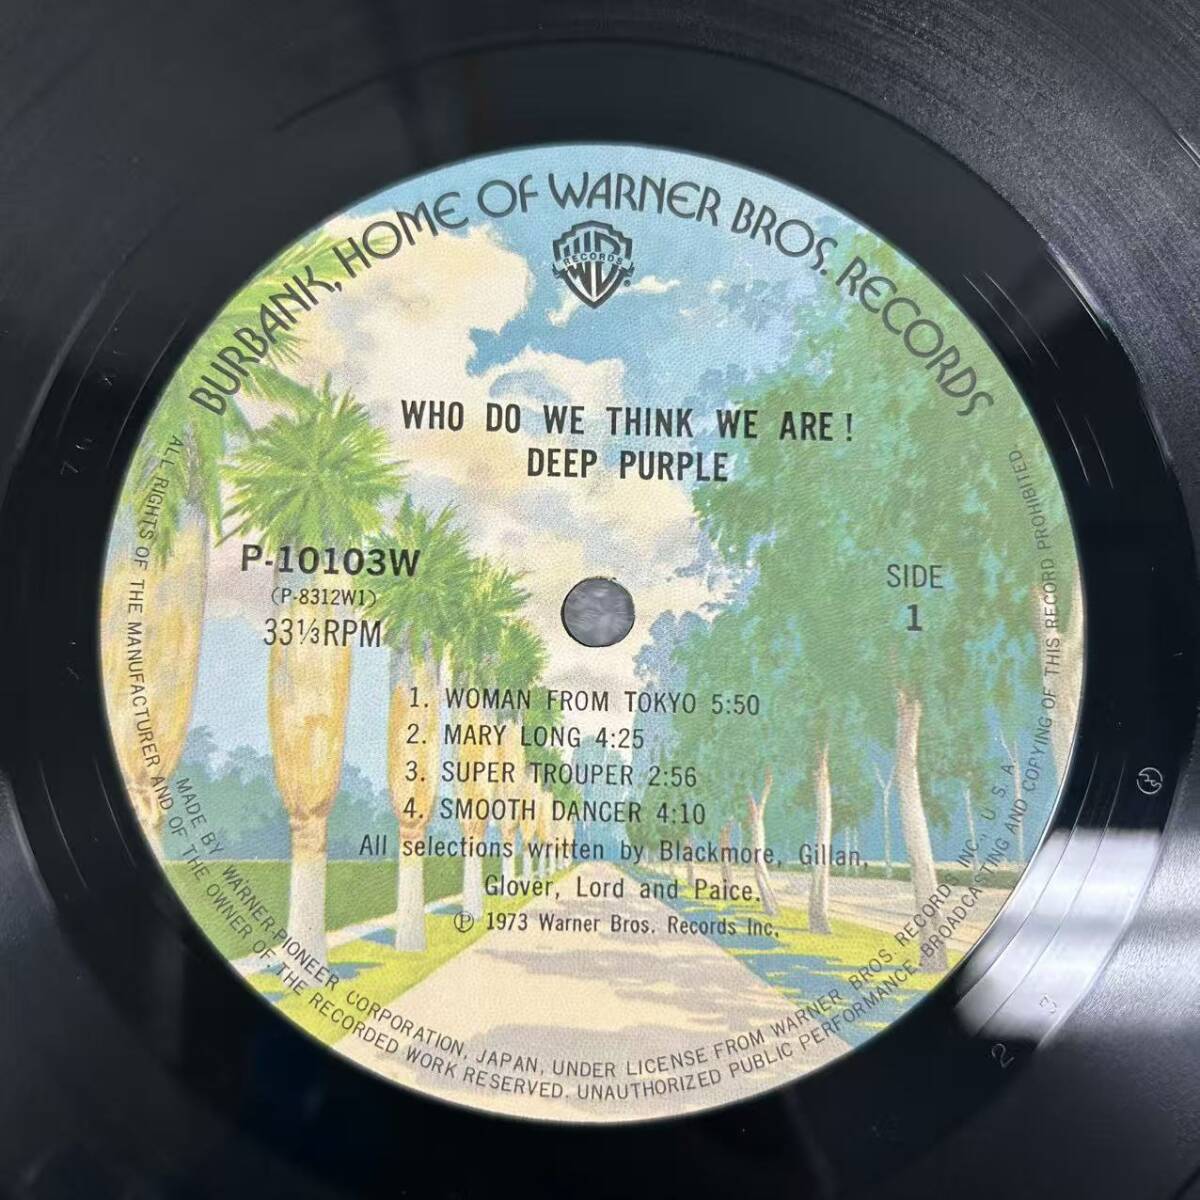 BURBANK, HOME OF WARNER BROS. RECORDS
WB
RECORDS
®
WHO DO WE THINK WE ARE!
DEEP PURPLE
P-10103W
(P-8312W1)
33⅓RPM
SIDE
1
1. WOMAN FROM TOKYO 5:50
2. MARY LONG 4:25
3. SUPER TROUPER 2:56
4. SMOOTH DANCER 4:10
All selections written by Blackmore, Gillan,
Glover, Lord and Paice.
Ⓟ 1973 Warner Bros. Records Inc.
MADE BY WARNER-PIONEER CORPORATION, JAPAN, UNDER LICENSE FROM WARNER BROS. RECORDS INC." U.S.A.
ALL RIGHTS OF THE MANUFACTURER AND OF THE OWNER OF THE RECORDED WORK RESERVED. UNAUTHORIZED PUBLIC PERFORMANCE, BROADCASTING AND COPYING OF THIS RECORD PROHIBITED.